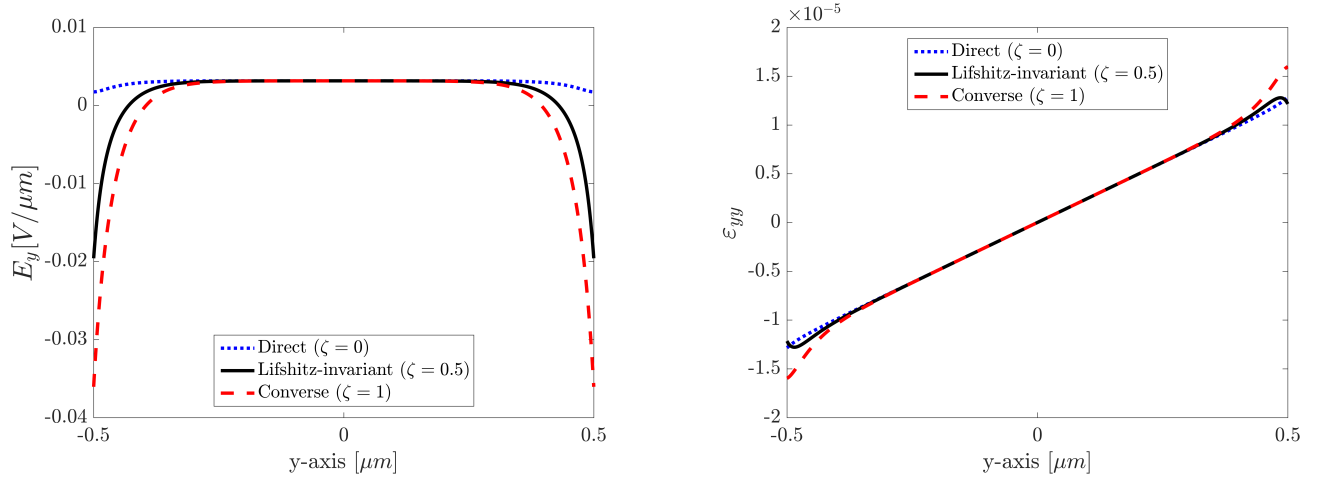 0.01
0
-0.01
-0.02
-0.03
-0.04
E_y[V/μm]
Direct (ζ = 0)
Lifshitz-invariant (ζ = 0.5)
Converse (ζ = 1)
-0.5
0
0.5
y-axis [μm]
×10^{-5}
2
1.5
1
0.5
0
-0.5
-1
-1.5
-2
ε_{yy}
Direct (ζ = 0)
Lifshitz-invariant (ζ = 0.5)
Converse (ζ = 1)
-0.5
0
0.5
y-axis [μm]